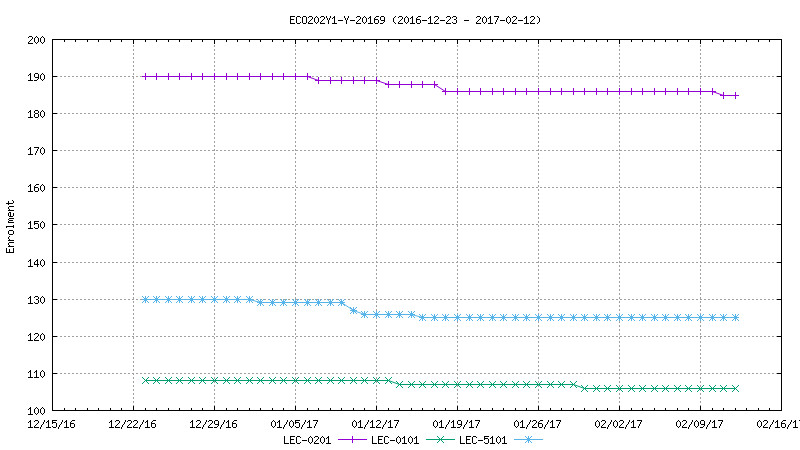 ECO202Y1-Y-20169 (2016-12-23 - 2017-02-12)
200
190
180
170
160
150
140
130
120
110
100
Enrolment
12/15/16 12/22/16 12/29/16 01/05/17 01/12/17 01/19/17 01/26/17 02/02/17 02/09/17 02/16/1
LEC-0201 LEC-0101 LEC-5101